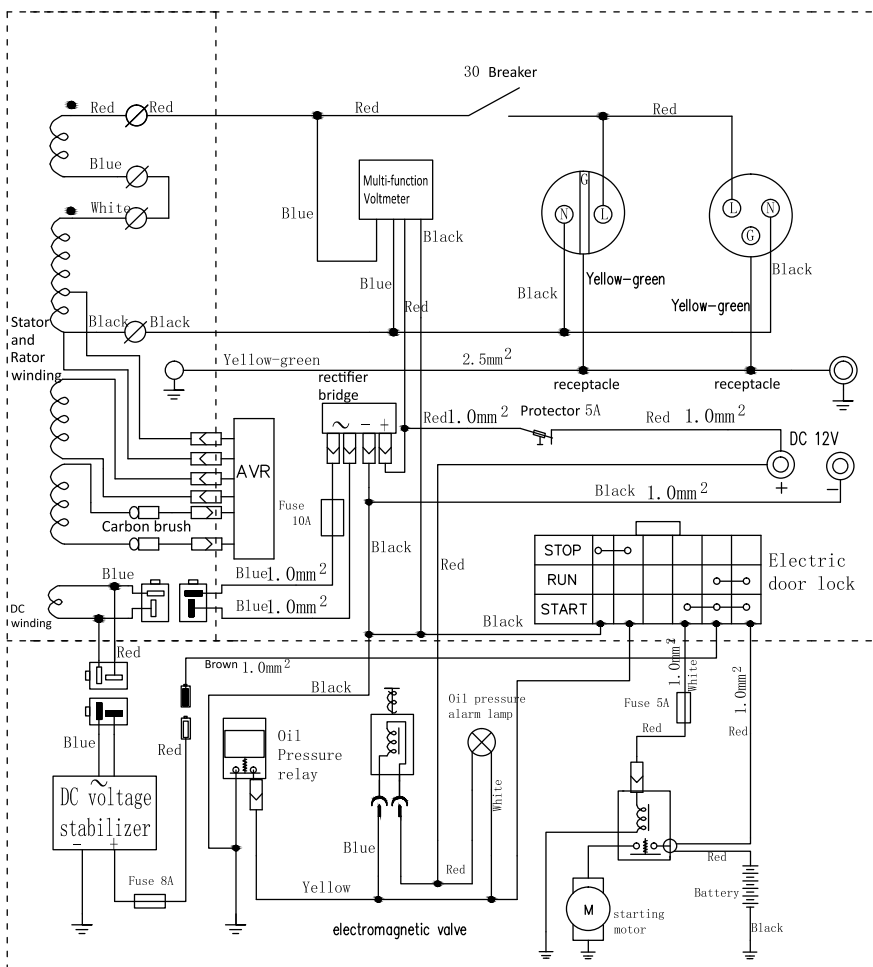 30 Breaker
Red
Red
Red
Red
Blue
White
Multi-function
Voltmeter
Blue
Black
Blue
Red
G
N
L
L
N
G
Yellow-green
Black
Black
Yellow-green
Stator
and
Rator
winding
Black
Black
Yellow-green
2.5mm2
receptacle
receptacle
rectifier
bridge
~ - +
Red1.0mm2
Protector 5A
Red 1.0mm2
DC 12V
+
-
AVR
Fuse
10A
Black 1.0mm2
Carbon brush
Black
Red
Blue1.0mm2
Blue1.0mm2
Blue
DC
winding
STOP
RUN
START
Electric
door lock
Black
Red
Brown 1.0mm2
Black
1.0mm2
White
1.0mm2
Oil pressure
alarm lamp
Fuse 5A
Red
Red
Oil
Pressure
relay
Blue
Red
~
DC voltage
stabilizer
- +
White
Blue
Red
Red
Fuse 8A
Yellow
Battery
M
starting
motor
Black
electromagnetic valve